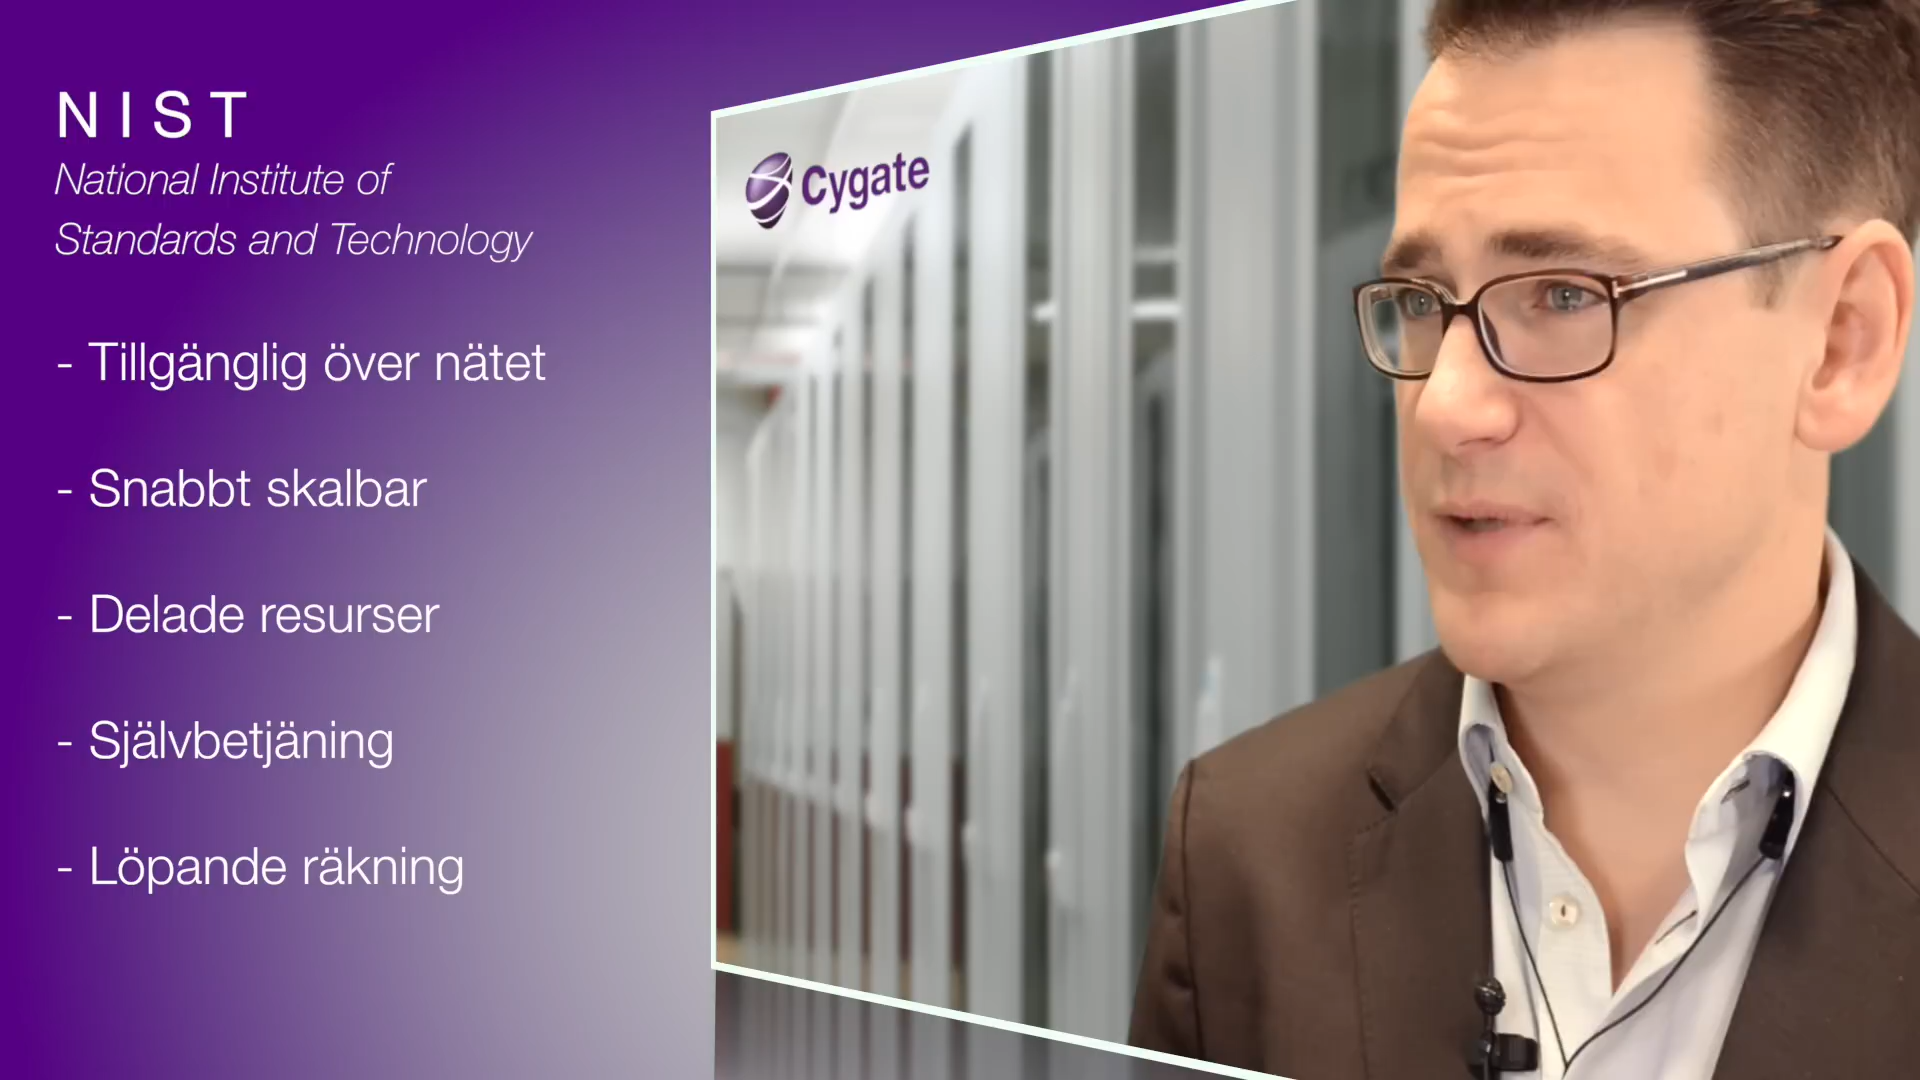 NIST
National Institute of
Standards and Technology
- Tillgänglig över nätet
- Snabbt skalbar
- Delade resurser
- Självbetjäning
- Löpande räkning
Cygate